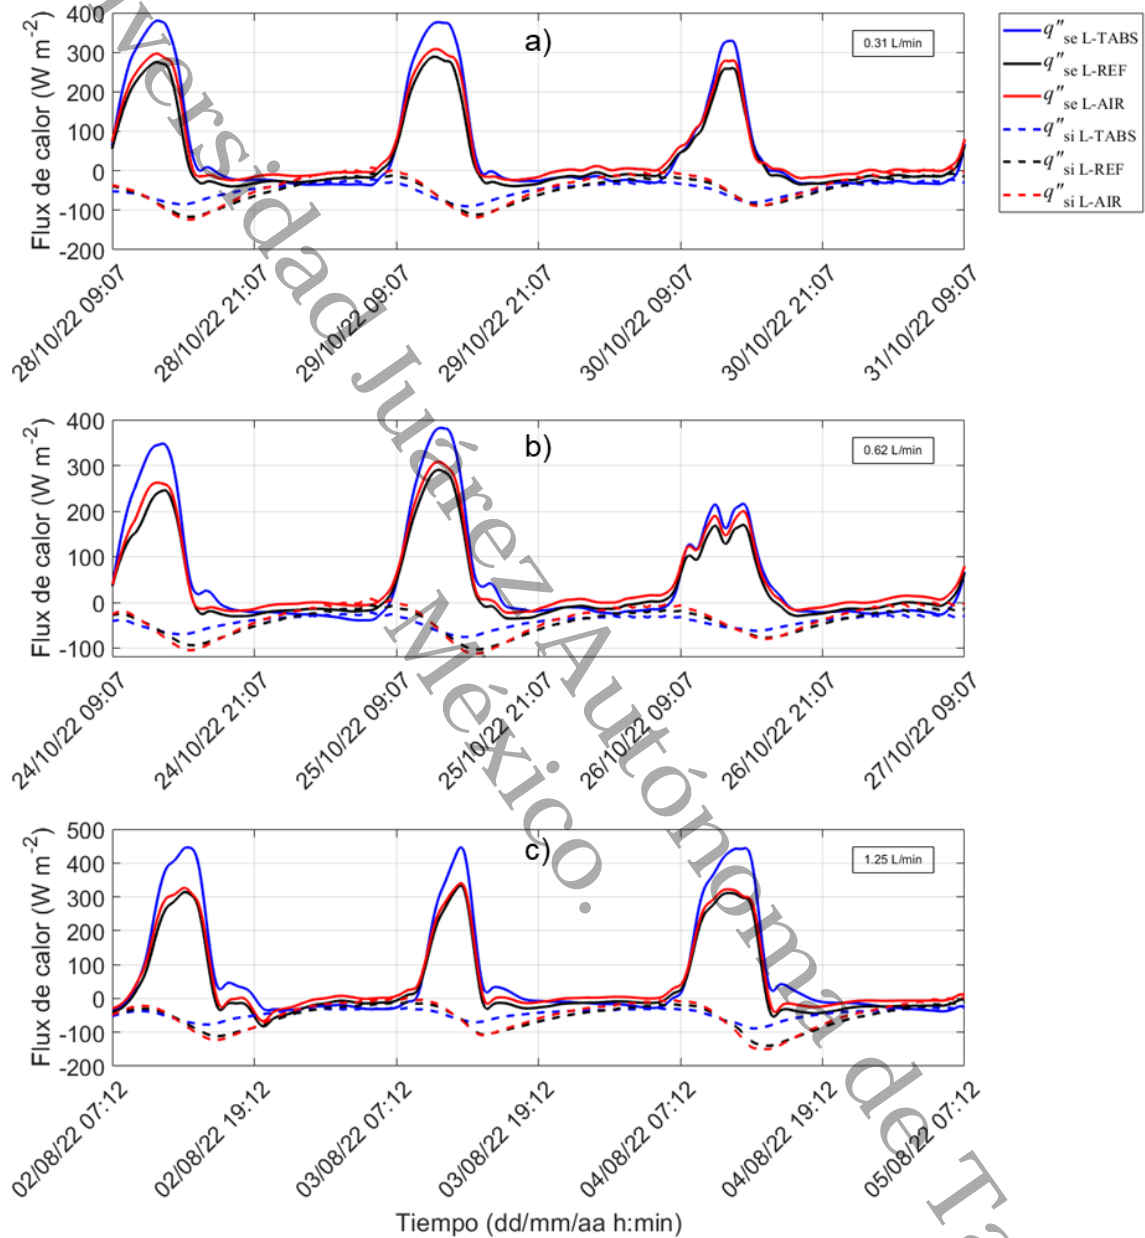 a)
0.31 L/min
Flux de calor (W m-2)
400
300
200
100
0
-100
-200
28/10/22 09:07
28/10/22 21:07
29/10/22 09:07
29/10/22 21:07
30/10/22 09:07
30/10/22 21:07
31/10/22 09:07
q″se L-TABS
q″se L-REF
q″se L-AIR
q″si L-TABS
q″si L-REF
q″si L-AIR
b)
0.62 L/min
Flux de calor (W m-2)
400
300
200
100
0
-100
24/10/22 09:07
24/10/22 21:07
25/10/22 09:07
25/10/22 21:07
26/10/22 09:07
26/10/22 21:07
27/10/22 09:07
c)
1.25 L/min
Flux de calor (W m-2)
500
400
300
200
100
0
-100
-200
02/08/22 07:12
02/08/22 19:12
03/08/22 07:12
03/08/22 19:12
04/08/22 07:12
04/08/22 19:12
05/08/22 07:12
Tiempo (dd/mm/aa h:min)
versidad Juárez Autónoma de Ta
México.